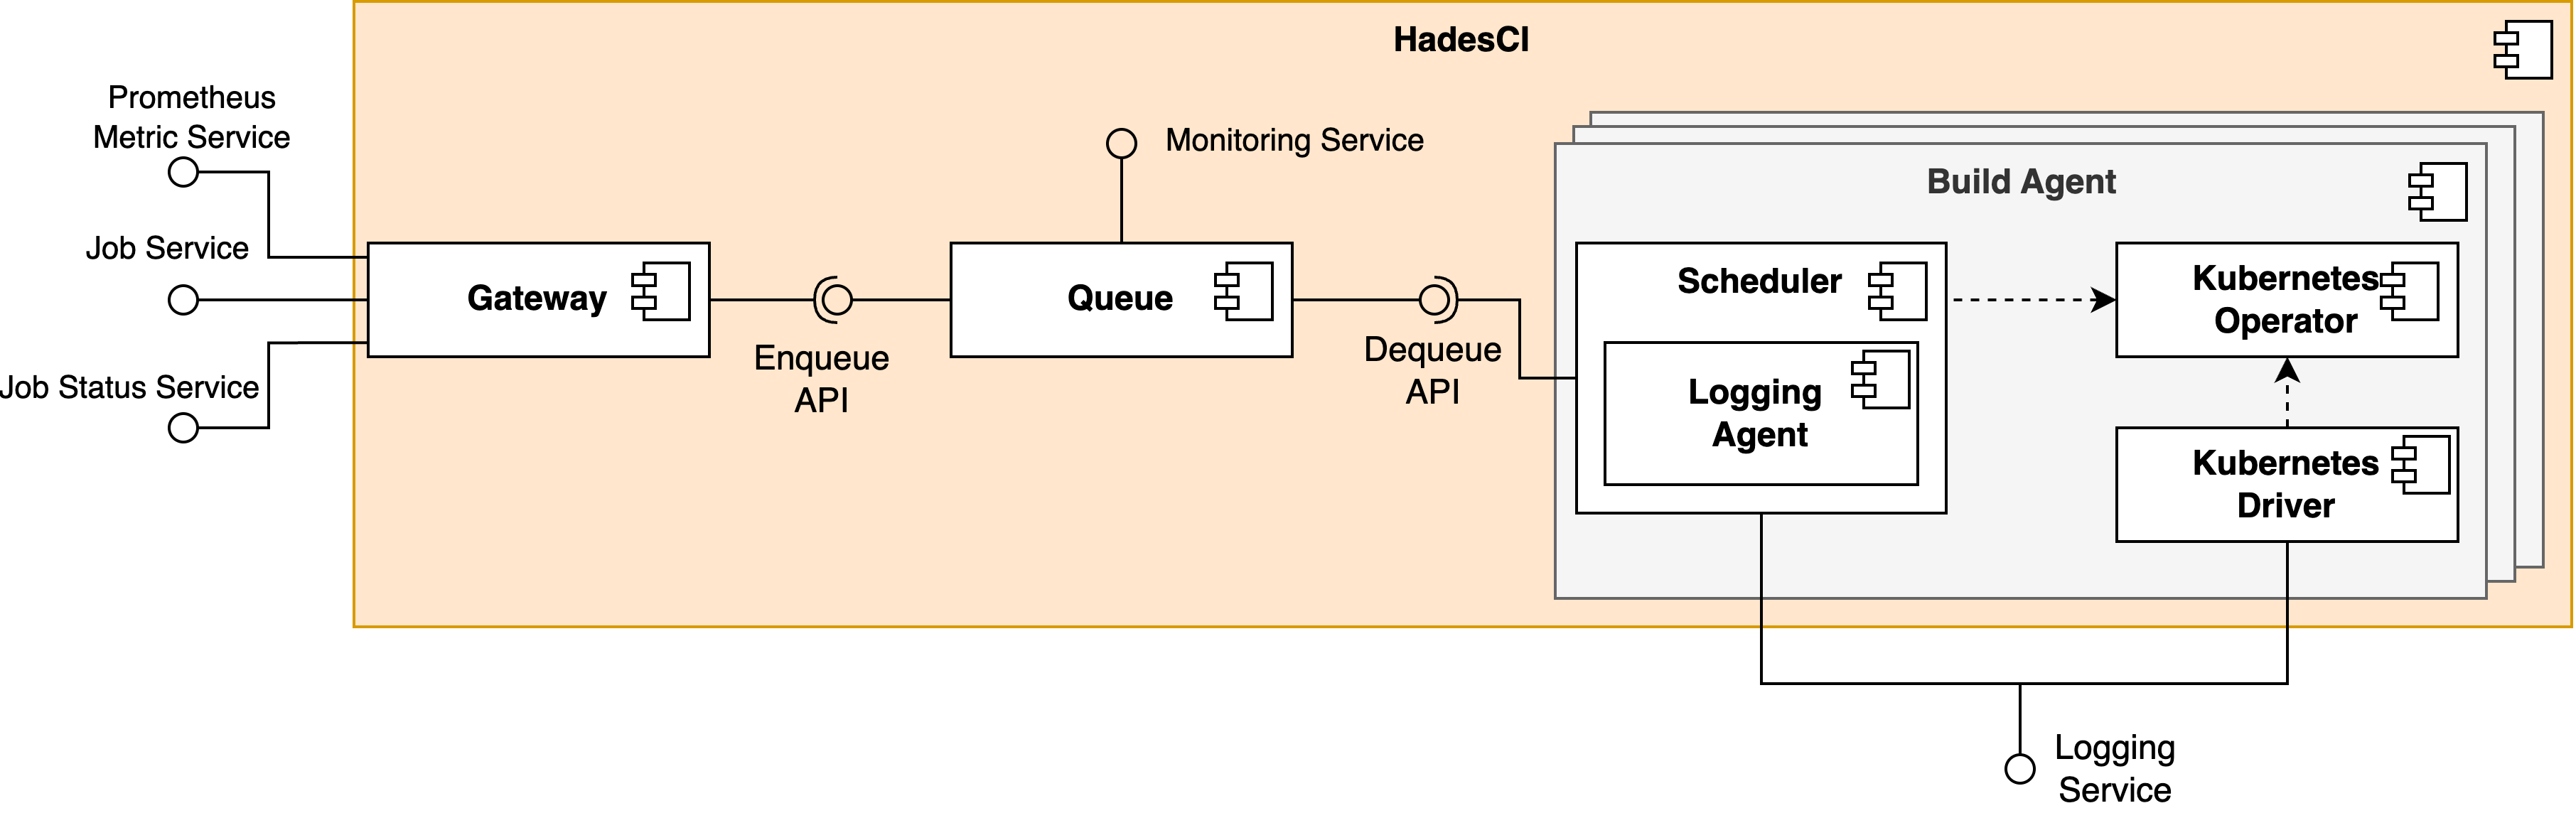 HadesCI
Prometheus
Metric Service
Job Service
Job Status Service
Gateway
Enqueue
API
Monitoring Service
Queue
Dequeue
API
Build Agent
Scheduler
Logging
Agent
Kubernetes
Operator
Kubernetes
Driver
Logging
Service